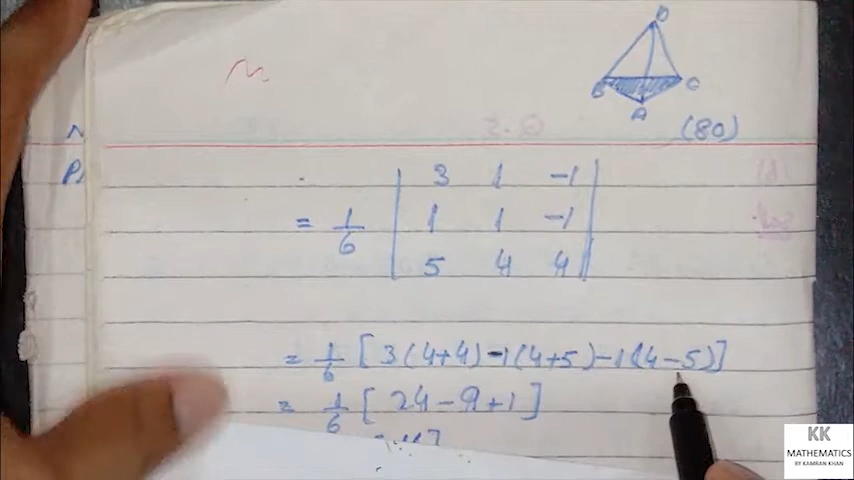 D
B
C
A
(80)
= 1/6 | 3 1 -1 |
| 1 1 -1 |
| 5 4 4 |
= 1/6 [ 3(4+4) -1(4+5) -1(4-5)]
= 1/6 [ 24 - 9 + 1 ]
KK
MATHEMATICS
BY KAMRAN KHAN